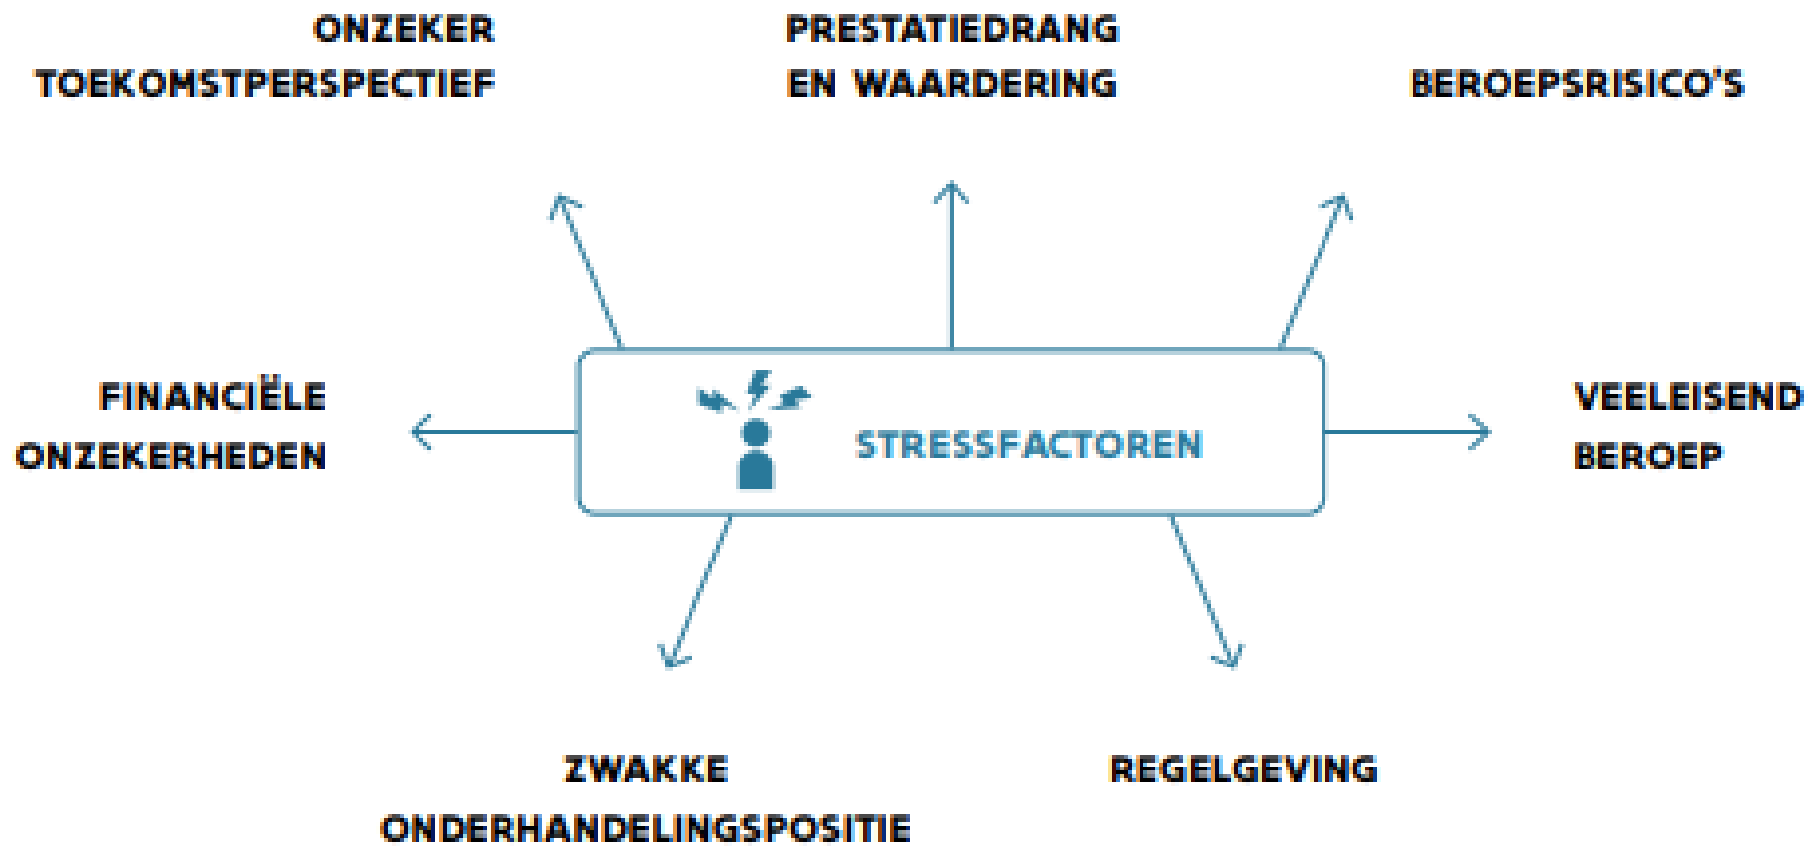 ONZEKER
TOEKOMSTPERSPECTIEF
PRESTATIEDRANG
EN WAARDERING
BEROEPSRISICO'S
FINANCIËLE
ONZEKERHEDEN
STRESSFACTOREN
VEELEISEND
BEROEP
ZWAKKE
ONDERHANDELINGSPOSITIE
REGELGEVING